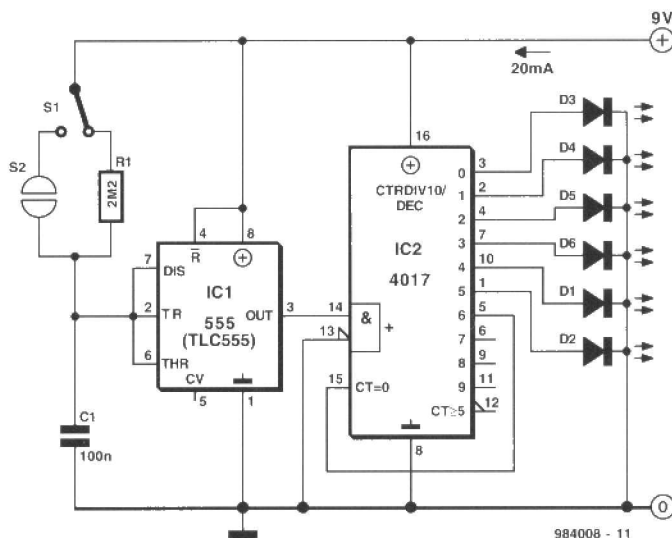 9V
+
20mA
S1
S2
R1
2M2
D3
D4
D5
D6
D1
D2
16
+
CTRDIV10/
DEC
IC2
4017
0
3
1
2
2
4
3
7
4
10
5
1
6
5
7
6
8
9
9
11
CT≥5
12
14
13
&
+
15
CT=0
8
4
8
R
+
7
DIS
IC1
2
TR
OUT
3
555
(TLC555)
6
THR
CV
5
1
C1
100n
0
984008 - 11